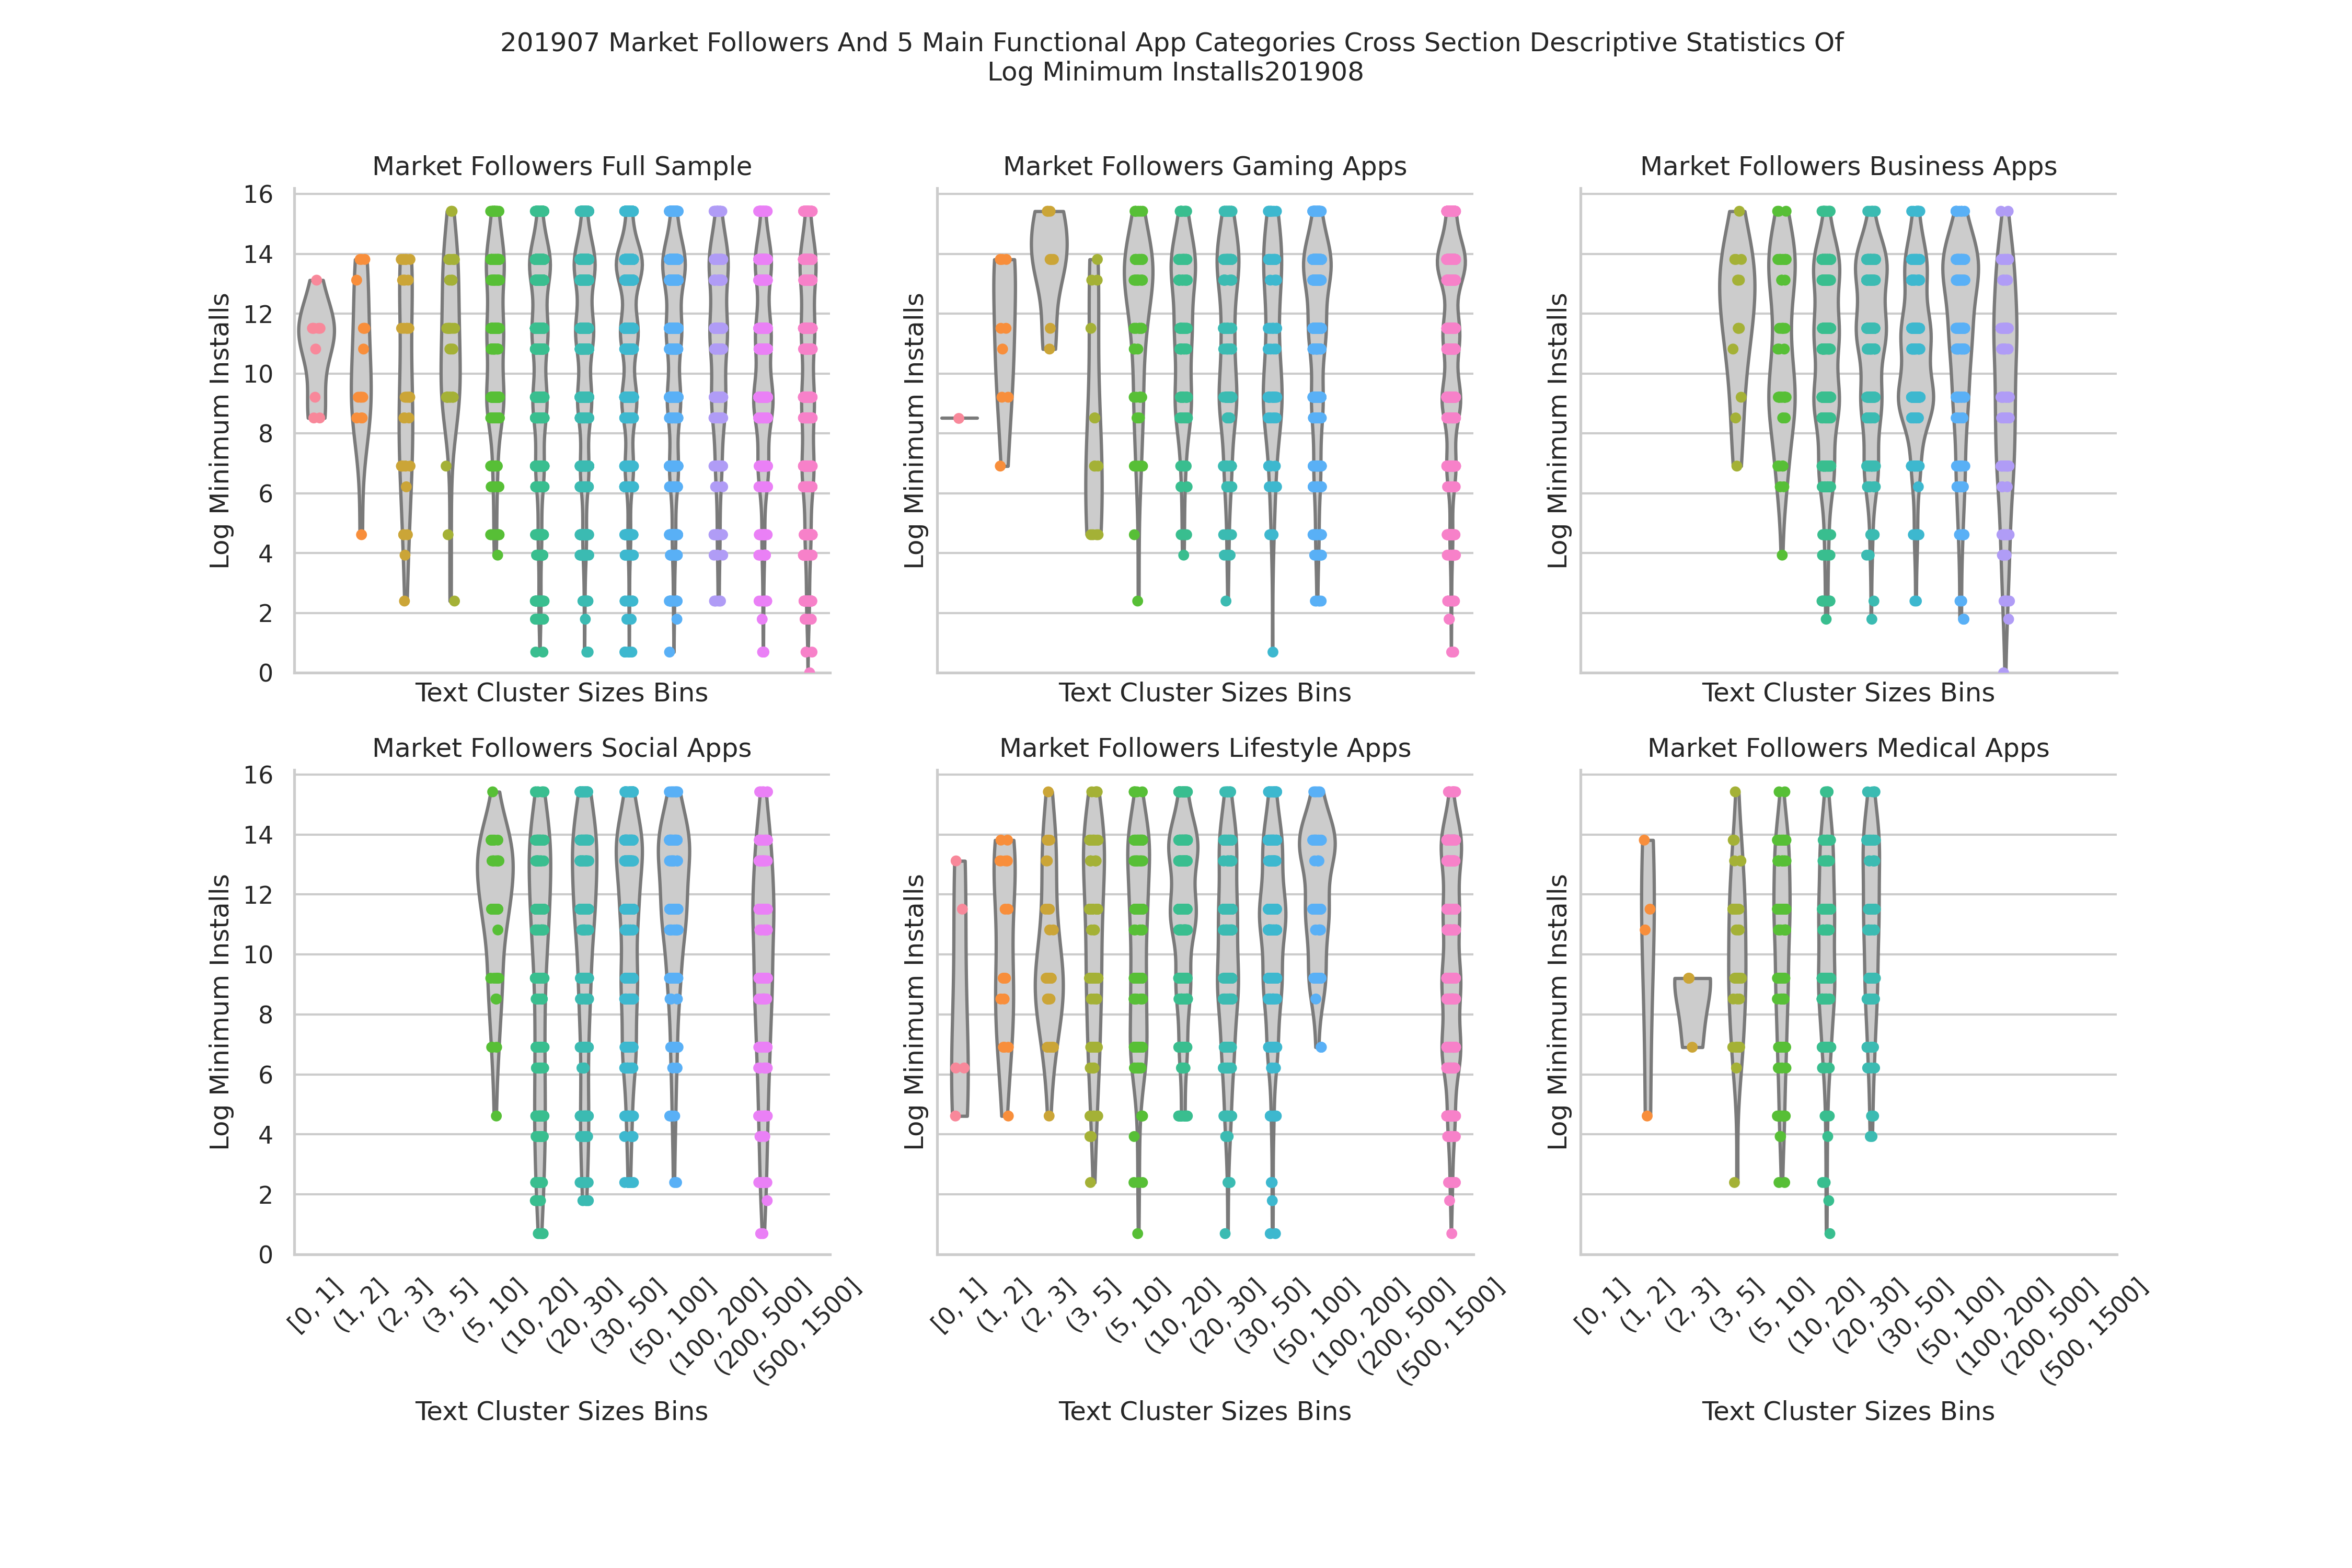 201907 Market Followers And 5 Main Functional App Categories Cross Section Descriptive Statistics Of
Log Minimum Installs201908
Market Followers Full Sample
Market Followers Gaming Apps
Market Followers Business Apps
16
14
12
10
8
6
4
2
0
Log Minimum Installs
Log Minimum Installs
Log Minimum Installs
Text Cluster Sizes Bins
Text Cluster Sizes Bins
Text Cluster Sizes Bins
Market Followers Social Apps
Market Followers Lifestyle Apps
Market Followers Medical Apps
16
14
12
10
8
6
4
2
0
Log Minimum Installs
Log Minimum Installs
Log Minimum Installs
[0, 1]
(1, 2]
(2, 3]
(3, 5]
(5, 10]
(10, 20]
(20, 30]
(30, 50]
(50, 100]
(100, 200]
(200, 500]
(500, 1500]
[0, 1]
(1, 2]
(2, 3]
(3, 5]
(5, 10]
(10, 20]
(20, 30]
(30, 50]
(50, 100]
(100, 200]
(200, 500]
(500, 1500]
[0, 1]
(1, 2]
(2, 3]
(3, 5]
(5, 10]
(10, 20]
(20, 30]
(30, 50]
(50, 100]
(100, 200]
(200, 500]
(500, 1500]
Text Cluster Sizes Bins
Text Cluster Sizes Bins
Text Cluster Sizes Bins